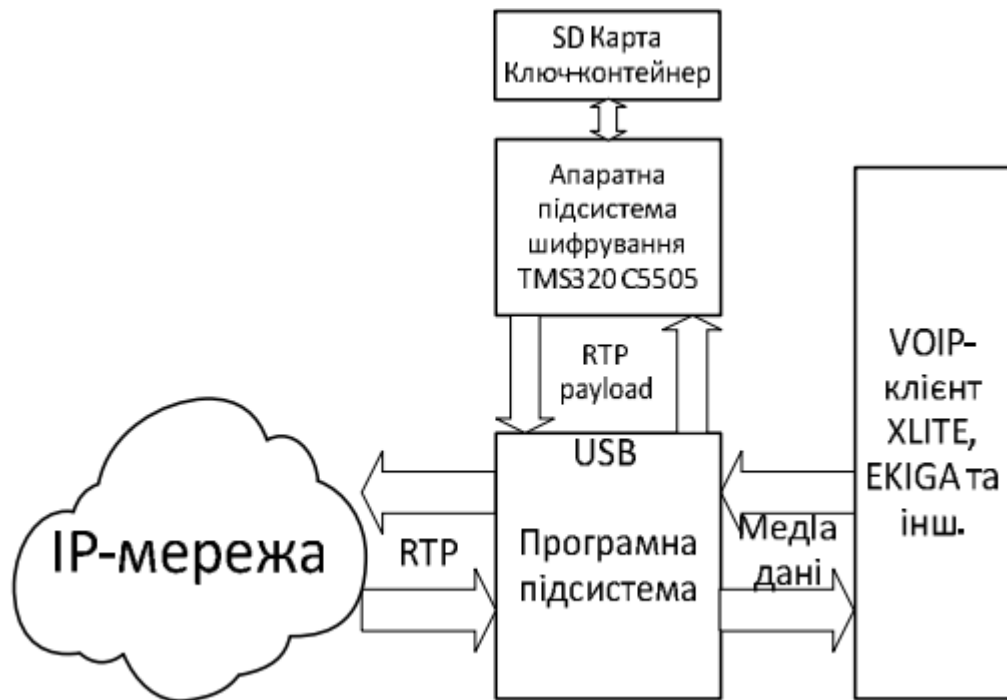 SD Карта
Ключ-контейнер
Апаратна
підсистема
шифрування
TMS320 C5505
RTP
payload
USB
Програмна
підсистема
IP-мережа
RTP
МедІа
дані
VOIP-
клієнт
XLITE,
EKIGA та
інш.